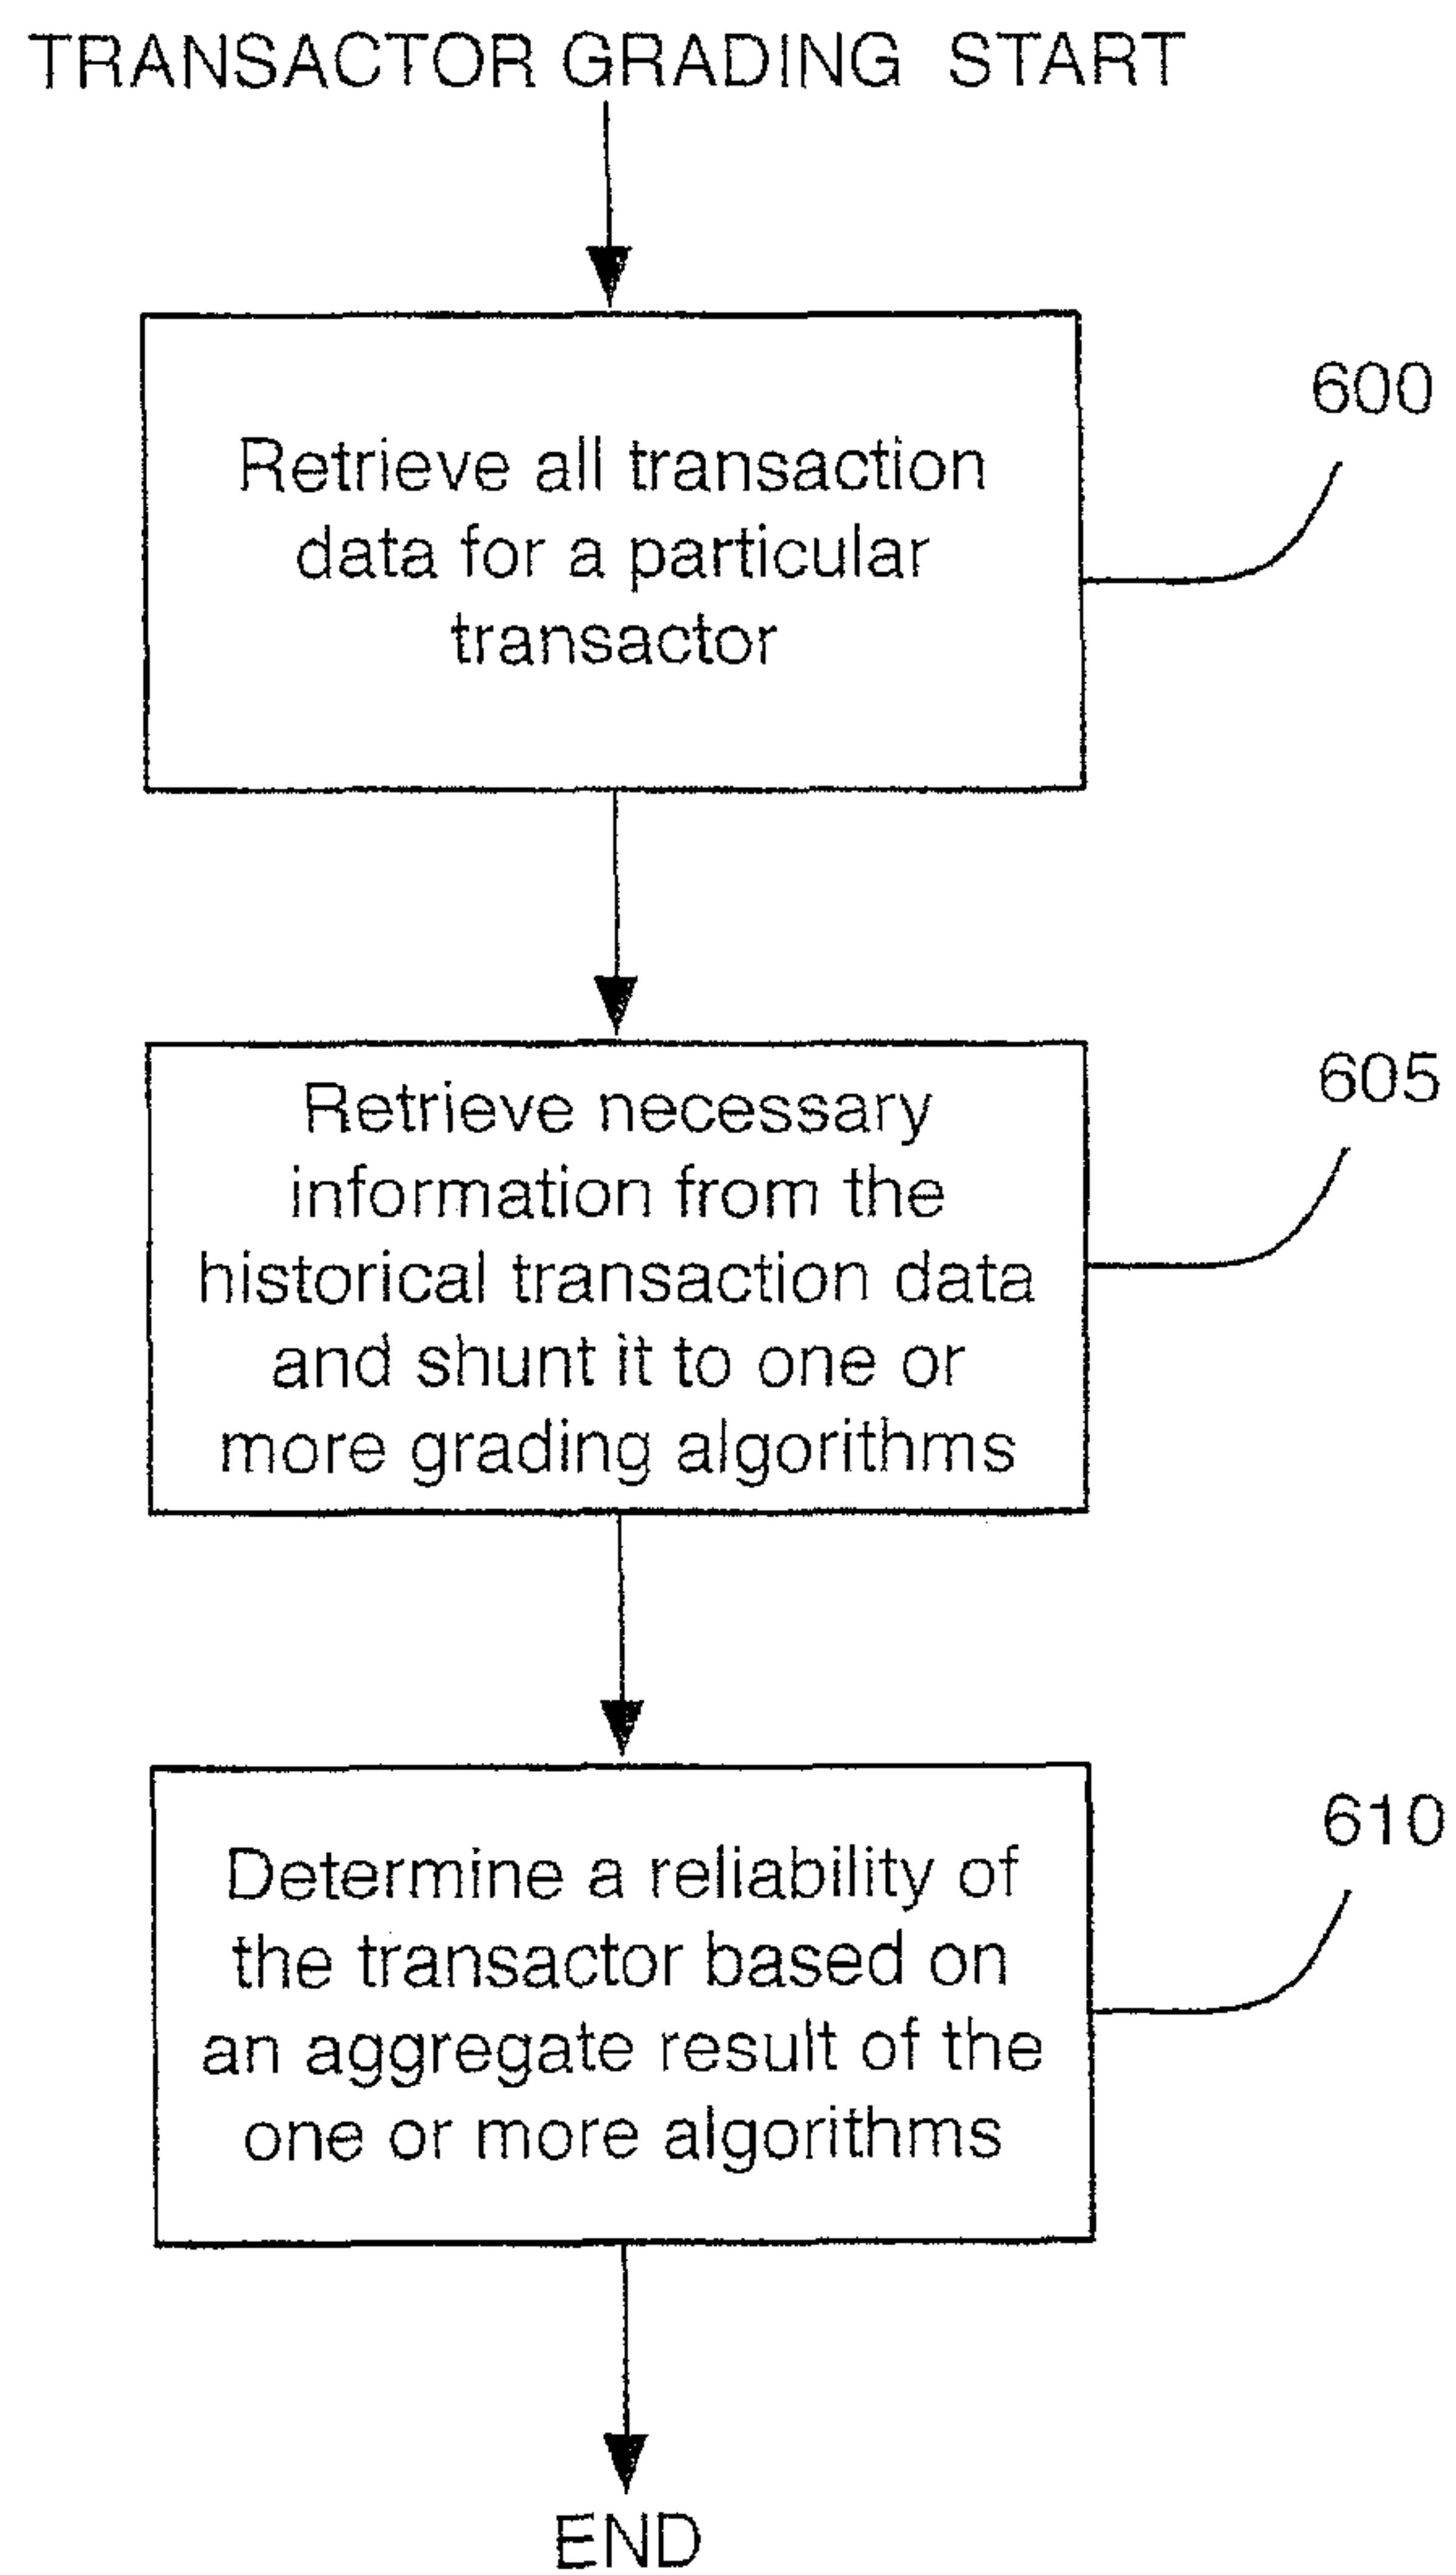 TRANSACTOR GRADING START
600
Retrieve all transaction
data for a particular
transactor
605
Retrieve necessary
information from the
historical transaction data
and shunt it to one or
more grading algorithms
610
Determine a reliability of
the transactor based on
an aggregate result of the
one or more algorithms
END